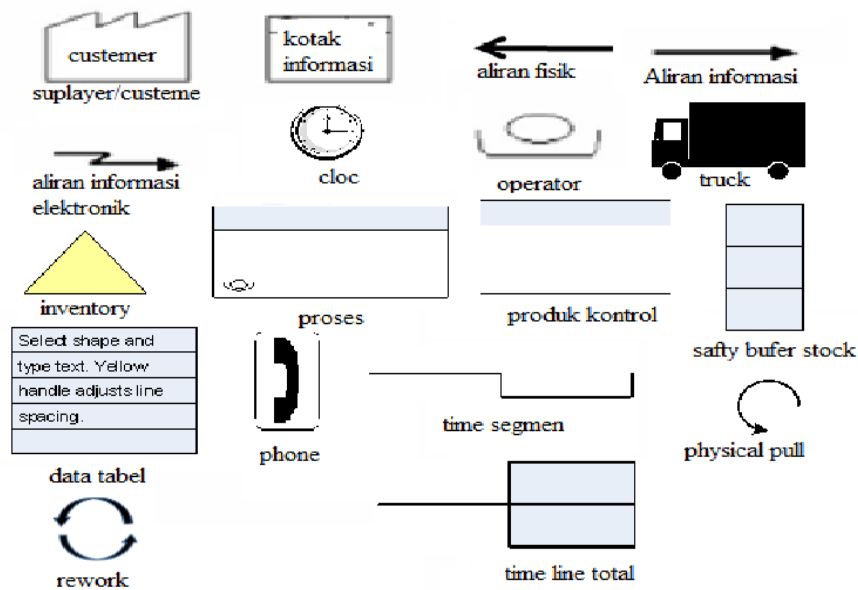 custemer
suplayer/custeme
kotak
informasi
aliran fisik
Aliran informasi
aliran informasi
elektronik
cloc
operator
truck
inventory
proses
produk kontrol
safty bufer stock
Select shape and
type text. Yellow
handle adjusts line
spacing.
data tabel
phone
time segmen
physical pull
rework
time line total